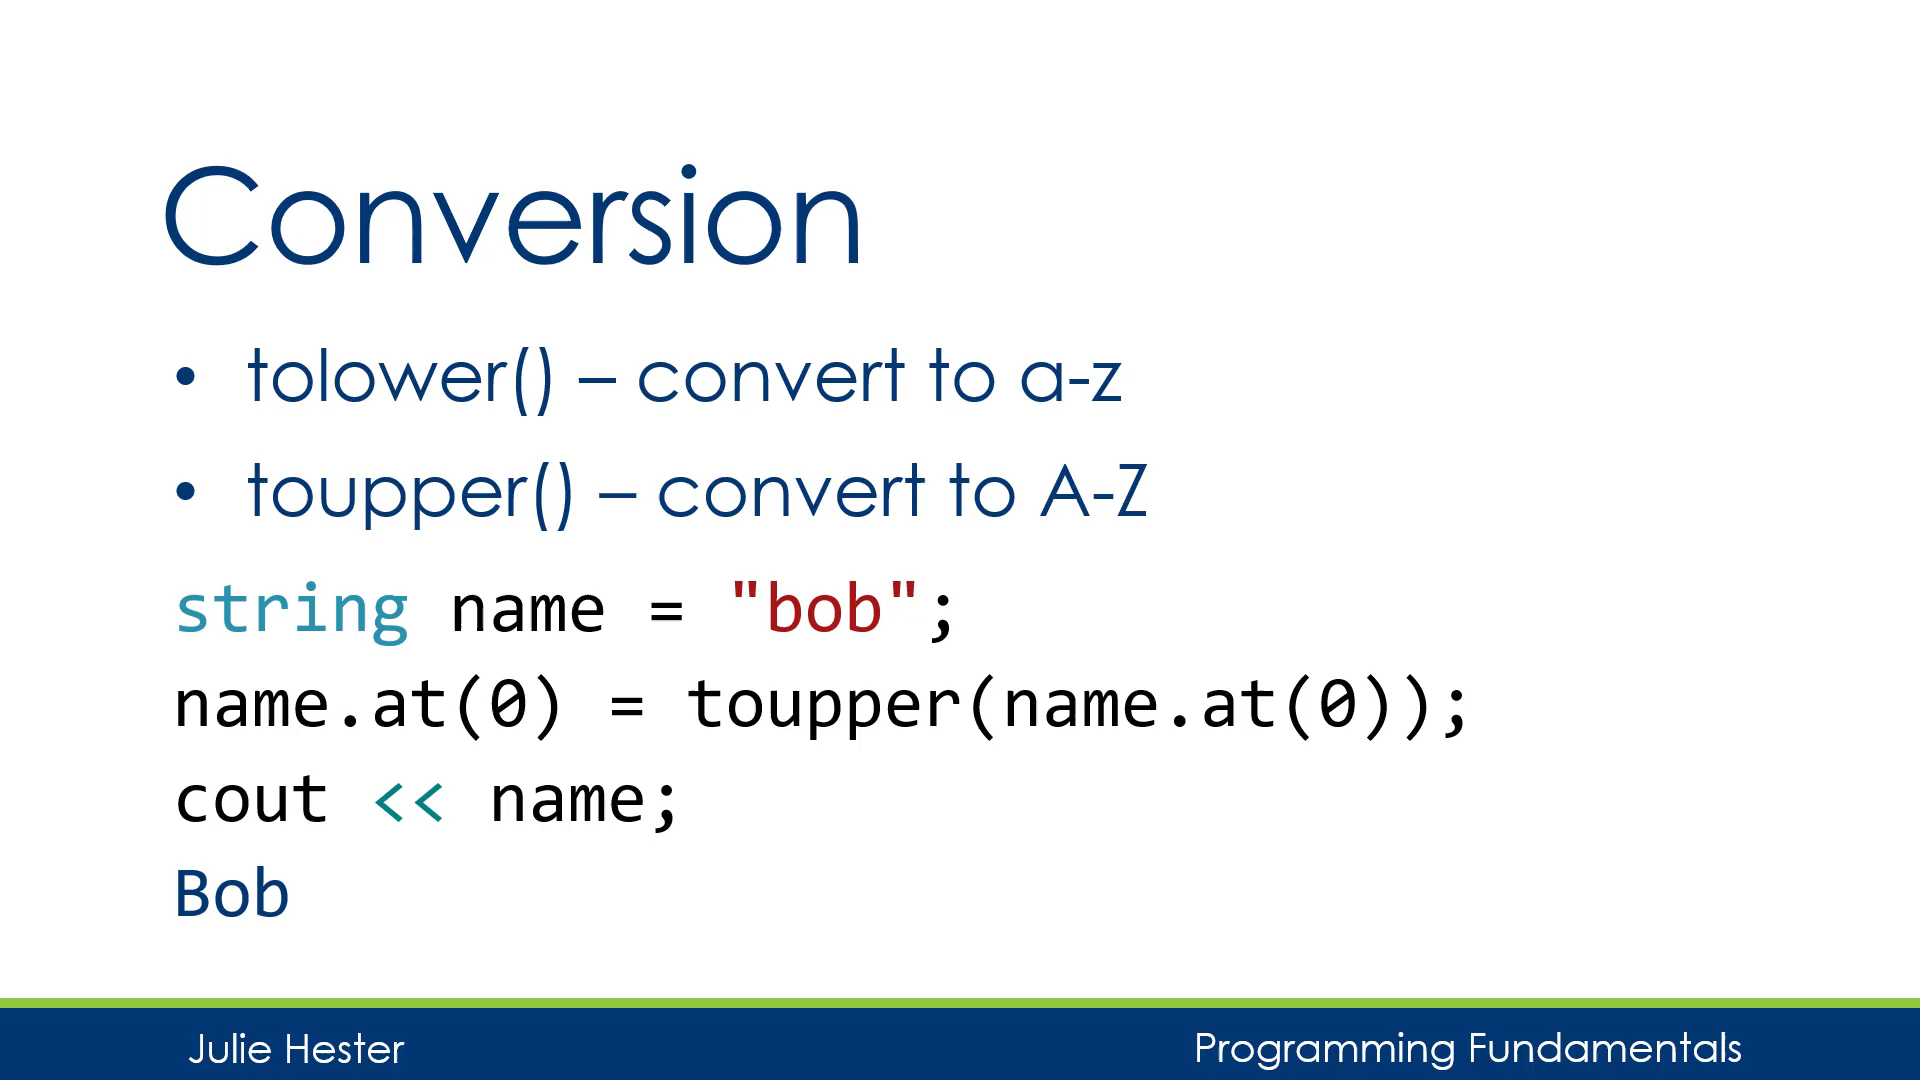 Conversion
• tolower() – convert to a-z
• toupper() – convert to A-Z
string name = "bob";
name.at(0) = toupper(name.at(0));
cout << name;
Bob
Julie Hester
Programming Fundamentals